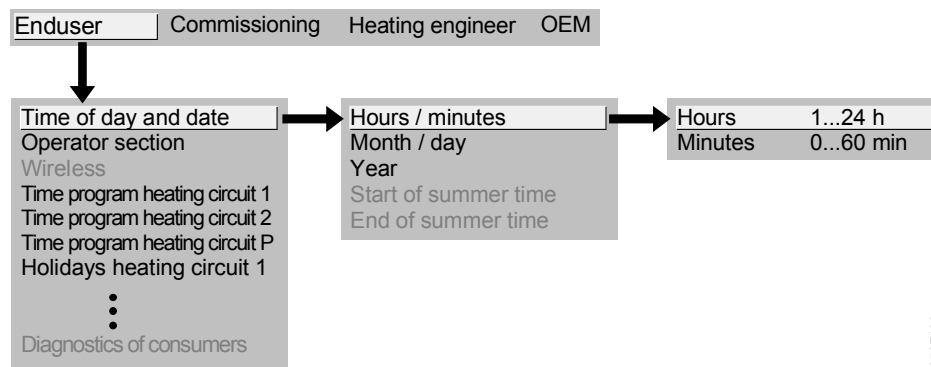 Enduser Commissioning Heating engineer OEM
Time of day and date
Operator section
Wireless
Time program heating circuit 1
Time program heating circuit 2
Time program heating circuit P
Holidays heating circuit 1
Diagnostics of consumers
Hours / minutes
Month / day
Year
Start of summer time
End of summer time
Hours 1...24 h
Minutes 0...60 min